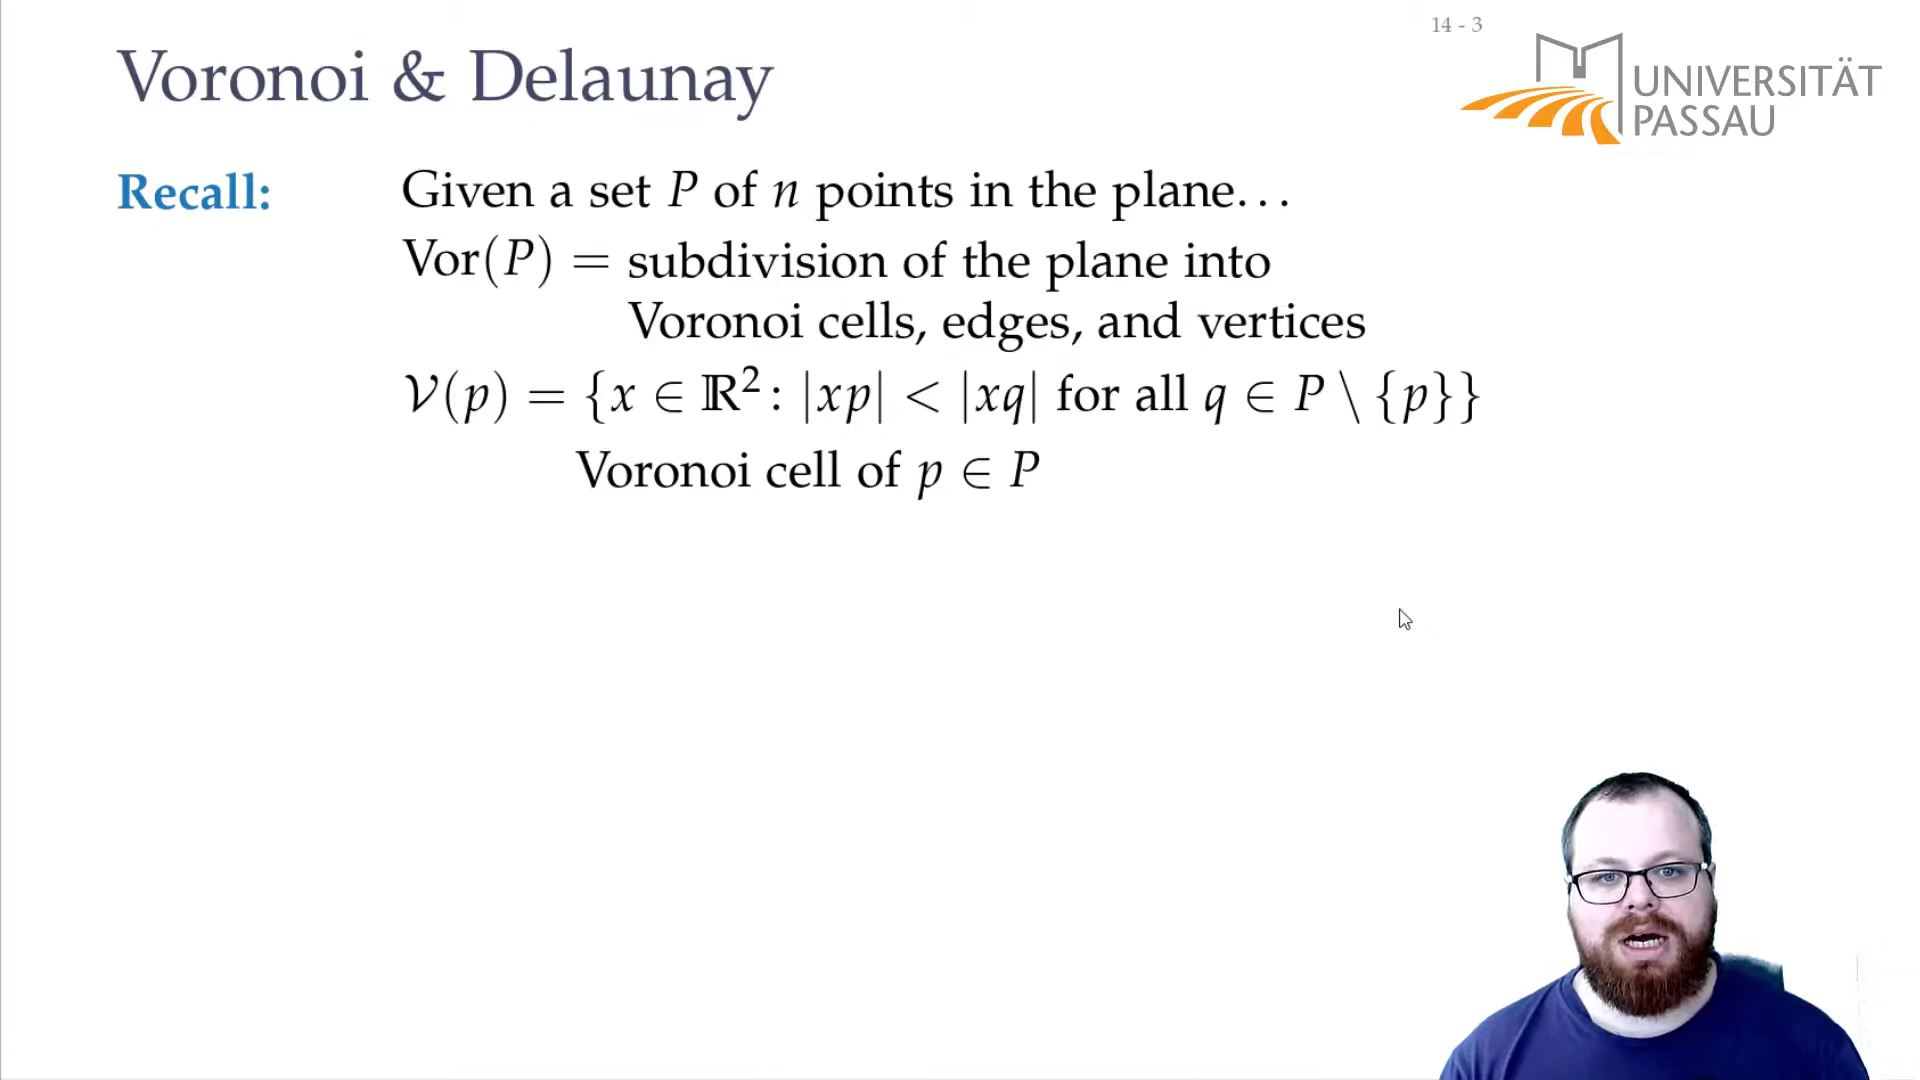 14 - 3
Voronoi & Delaunay
UNIVERSITÄT
PASSAU
Recall: Given a set P of n points in the plane…
Vor(P) = subdivision of the plane into
Voronoi cells, edges, and vertices
𝒱(p) = {x ∈ ℝ²: |xp| < |xq| for all q ∈ P \ {p}}
Voronoi cell of p ∈ P